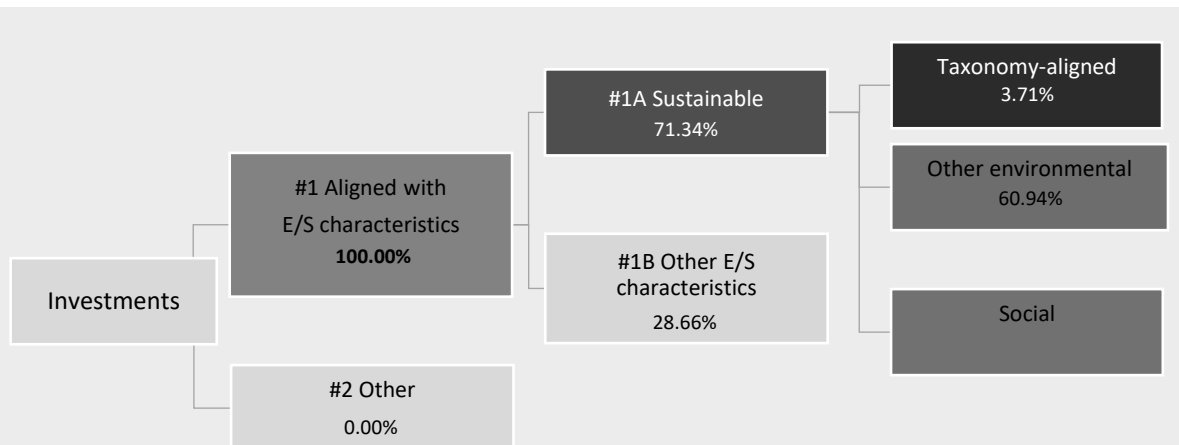 Investments
#1 Aligned with
E/S characteristics
100.00%
#2 Other
0.00%
#1A Sustainable
71.34%
#1B Other E/S
characteristics
28.66%
Taxonomy-aligned
3.71%
Other environmental
60.94%
Social